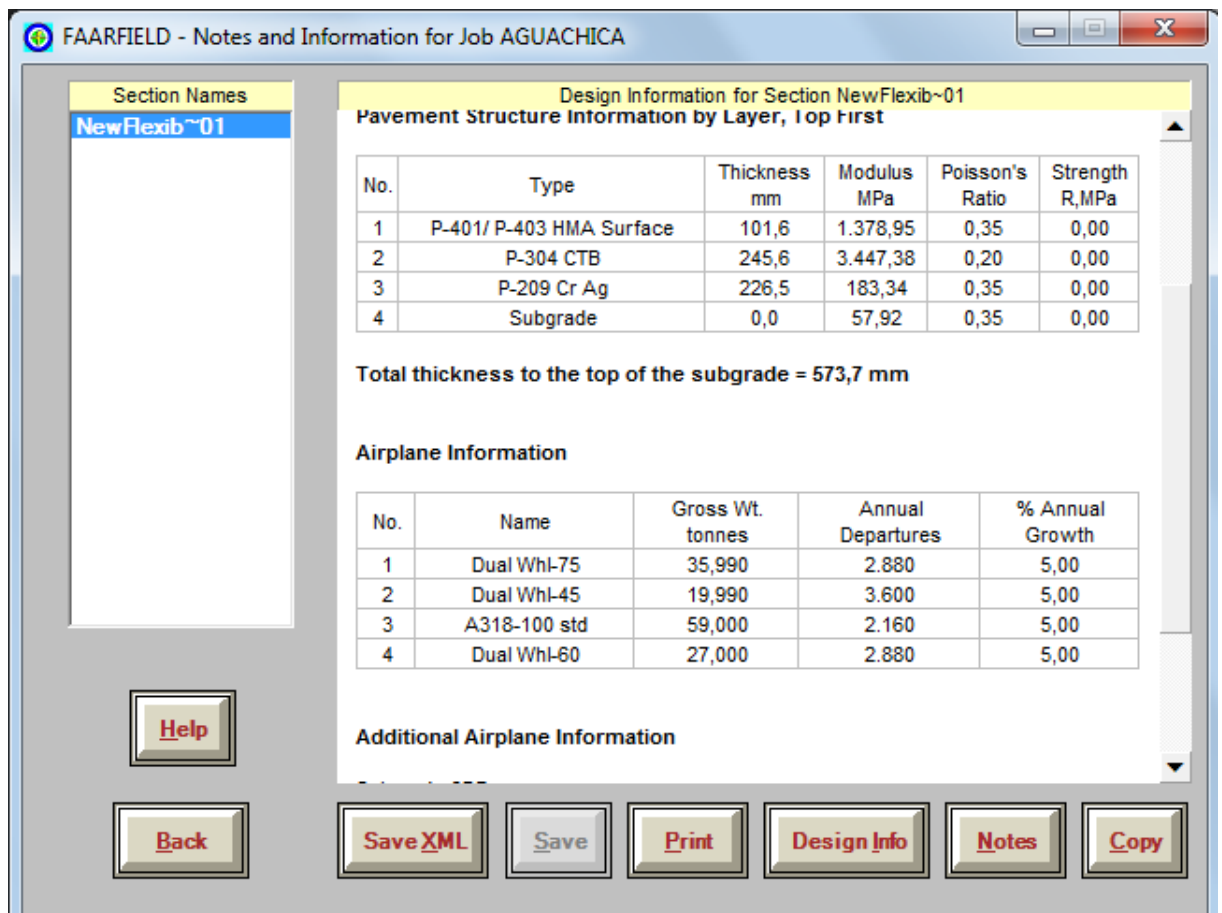 FAARFIELD - Notes and Information for Job AGUACHICA
Section Names
NewFlexib~01
Design Information for Section NewFlexib~01
Pavement Structure Information by Layer, Top First
No. Type Thickness mm Modulus MPa Poisson's Ratio Strength R,MPa
1 P-401/ P-403 HMA Surface 101,6 1.378,95 0,35 0,00
2 P-304 CTB 245,6 3.447,38 0,20 0,00
3 P-209 Cr Ag 226,5 183,34 0,35 0,00
4 Subgrade 0,0 57,92 0,35 0,00
Total thickness to the top of the subgrade = 573,7 mm
Airplane Information
No. Name Gross Wt. tonnes Annual Departures % Annual Growth
1 Dual Whl-75 35,990 2.880 5,00
2 Dual Whl-45 19,990 3.600 5,00
3 A318-100 std 59,000 2.160 5,00
4 Dual Whl-60 27,000 2.880 5,00
Additional Airplane Information
Help
Back
Save XML
Save
Print
Design Info
Notes
Copy